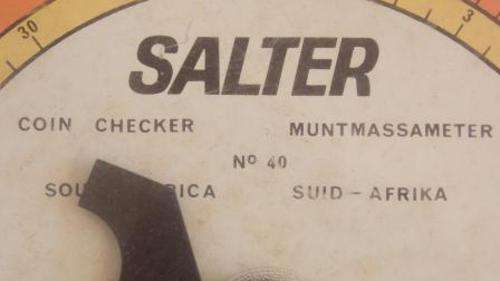 30
3
SALTER
COIN CHECKER MUNTMASSAMETER
Nº 40
SUID - AFRIKA